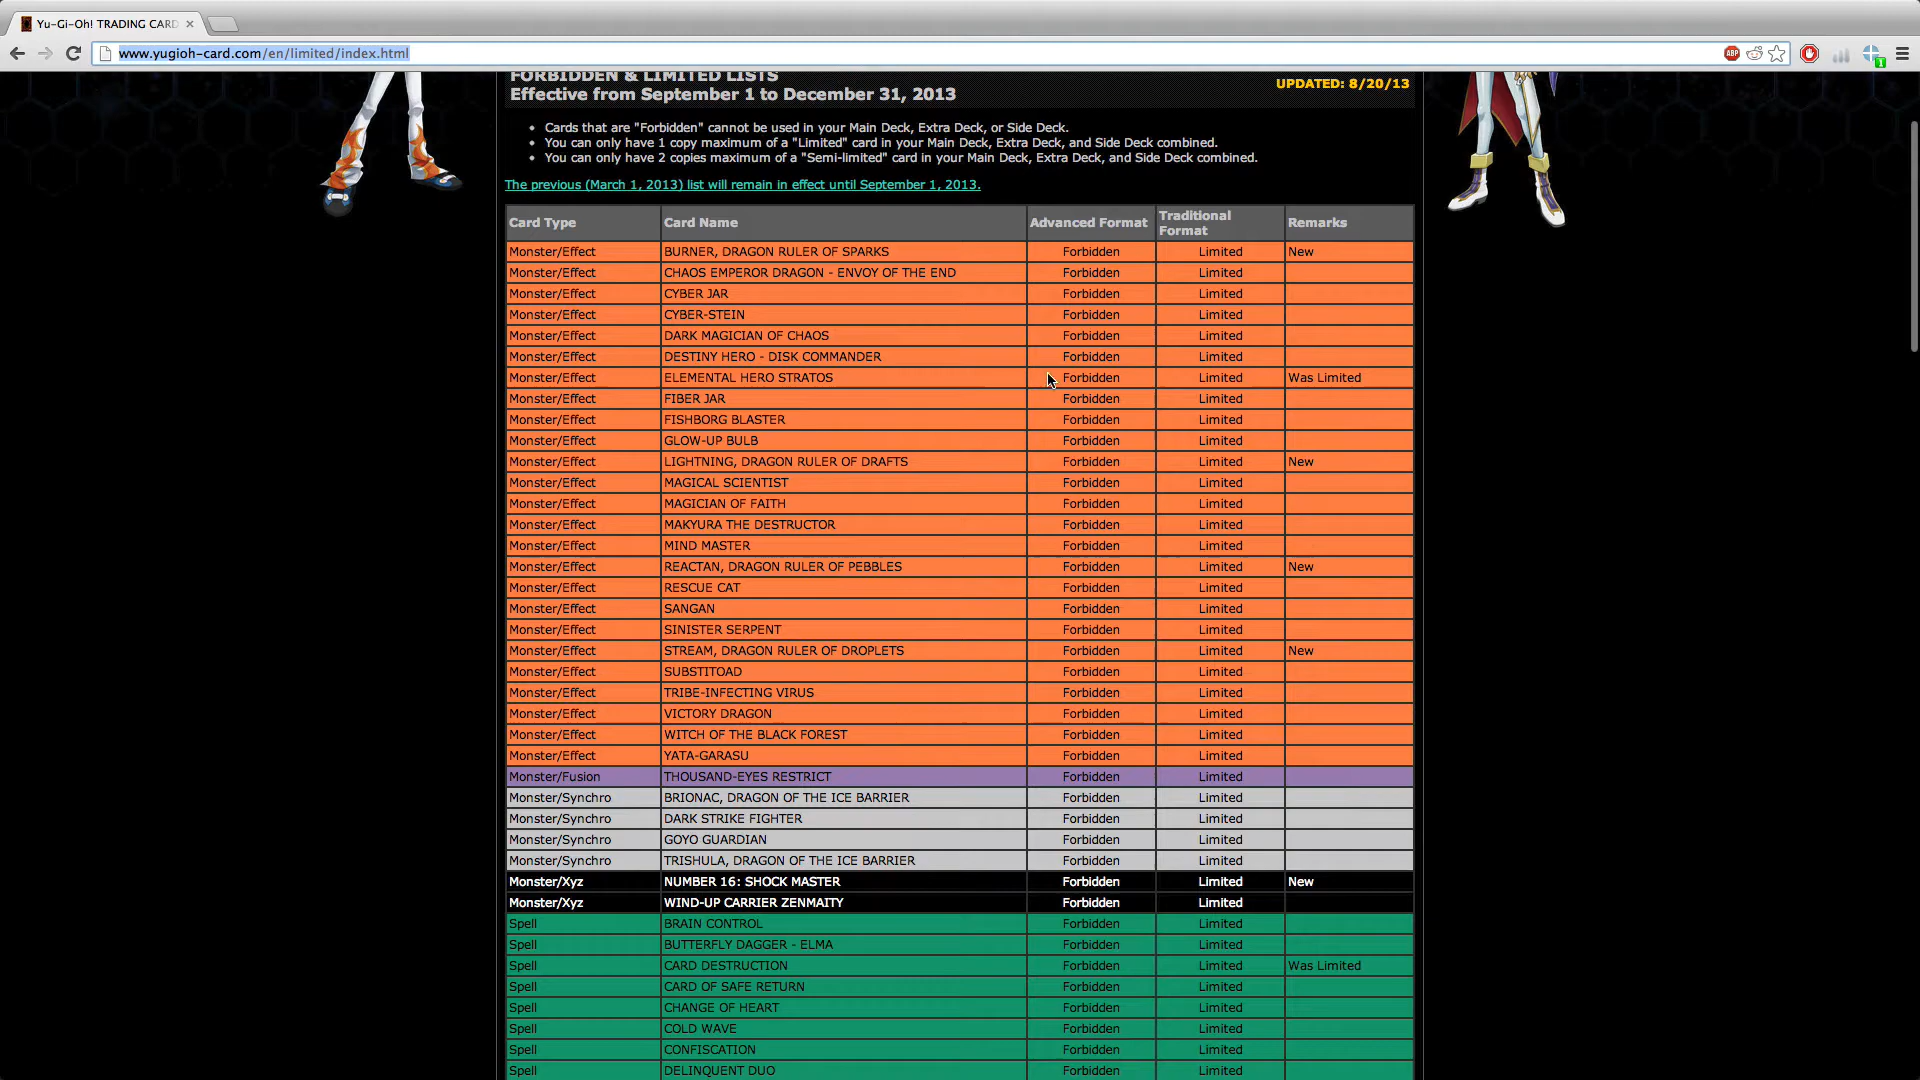 Yu-Gi-Oh! TRADING CARD
www.yugioh-card.com/en/limited/index.html
ABP
1
FORBIDDEN & LIMITED LISTS
Effective from September 1 to December 31, 2013
UPDATED: 8/20/13
• Cards that are "Forbidden" cannot be used in your Main Deck, Extra Deck, or Side Deck.
• You can only have 1 copy maximum of a "Limited" card in your Main Deck, Extra Deck, and Side Deck combined.
• You can only have 2 copies maximum of a "Semi-limited" card in your Main Deck, Extra Deck, and Side Deck combined.
The previous (March 1, 2013) list will remain in effect until September 1, 2013.
Card Type Card Name Advanced Format Traditional Format Remarks
Monster/Effect BURNER, DRAGON RULER OF SPARKS Forbidden Limited New
Monster/Effect CHAOS EMPEROR DRAGON - ENVOY OF THE END Forbidden Limited
Monster/Effect CYBER JAR Forbidden Limited
Monster/Effect CYBER-STEIN Forbidden Limited
Monster/Effect DARK MAGICIAN OF CHAOS Forbidden Limited
Monster/Effect DESTINY HERO - DISK COMMANDER Forbidden Limited
Monster/Effect ELEMENTAL HERO STRATOS Forbidden Limited Was Limited
Monster/Effect FIBER JAR Forbidden Limited
Monster/Effect FISHBORG BLASTER Forbidden Limited
Monster/Effect GLOW-UP BULB Forbidden Limited
Monster/Effect LIGHTNING, DRAGON RULER OF DRAFTS Forbidden Limited New
Monster/Effect MAGICAL SCIENTIST Forbidden Limited
Monster/Effect MAGICIAN OF FAITH Forbidden Limited
Monster/Effect MAKYURA THE DESTRUCTOR Forbidden Limited
Monster/Effect MIND MASTER Forbidden Limited
Monster/Effect REACTAN, DRAGON RULER OF PEBBLES Forbidden Limited New
Monster/Effect RESCUE CAT Forbidden Limited
Monster/Effect SANGAN Forbidden Limited
Monster/Effect SINISTER SERPENT Forbidden Limited
Monster/Effect STREAM, DRAGON RULER OF DROPLETS Forbidden Limited New
Monster/Effect SUBSTITOAD Forbidden Limited
Monster/Effect TRIBE-INFECTING VIRUS Forbidden Limited
Monster/Effect VICTORY DRAGON Forbidden Limited
Monster/Effect WITCH OF THE BLACK FOREST Forbidden Limited
Monster/Effect YATA-GARASU Forbidden Limited
Monster/Fusion THOUSAND-EYES RESTRICT Forbidden Limited
Monster/Synchro BRIONAC, DRAGON OF THE ICE BARRIER Forbidden Limited
Monster/Synchro DARK STRIKE FIGHTER Forbidden Limited
Monster/Synchro GOYO GUARDIAN Forbidden Limited
Monster/Synchro TRISHULA, DRAGON OF THE ICE BARRIER Forbidden Limited
Monster/Xyz NUMBER 16: SHOCK MASTER Forbidden Limited New
Monster/Xyz WIND-UP CARRIER ZENMAITY Forbidden Limited
Spell BRAIN CONTROL Forbidden Limited
Spell BUTTERFLY DAGGER - ELMA Forbidden Limited
Spell CARD DESTRUCTION Forbidden Limited Was Limited
Spell CARD OF SAFE RETURN Forbidden Limited
Spell CHANGE OF HEART Forbidden Limited
Spell COLD WAVE Forbidden Limited
Spell CONFISCATION Forbidden Limited
Spell DELINQUENT DUO Forbidden Limited